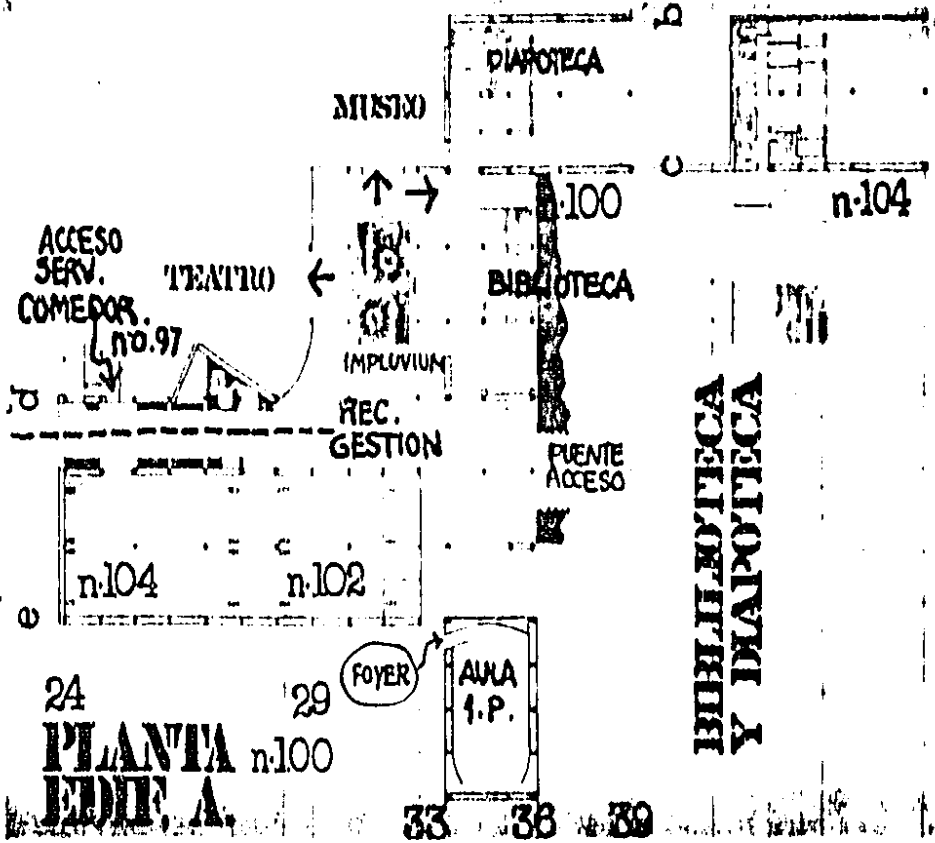 b
DIAPOTECA
MUSEO
c
n·100
n·104
ACCESO
SERV.
COMEDOR.
n0.97
TEATRO
BIBLIOTECA
IMPLUVIUM
d
REC.
GESTION
PUENTE
ACCESO
n·104
n·102
e
FOYER
AULA
1.P.
24
29
PLANTA n·100
EDIF. A.
33
36
39
BIBLIOTECA
Y DIAPOTECA